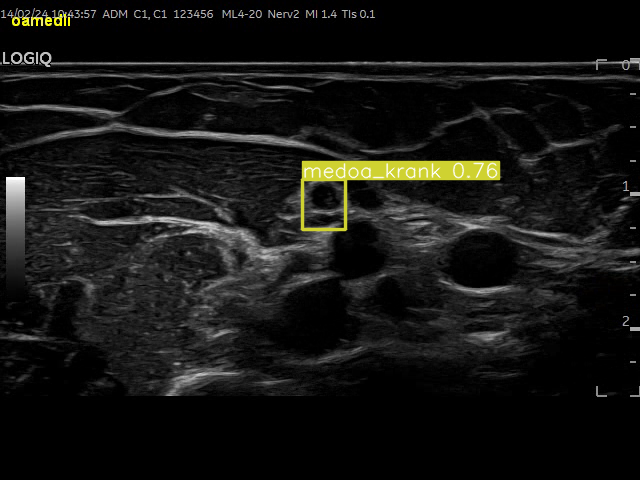 14/02/24 10:43:57 ADM C1, C1 123456 ML4-20 Nerv2 MI 1.4 TIs 0.1
oamedli
LOGIQ
0
medoa_krank 0.76
1
2